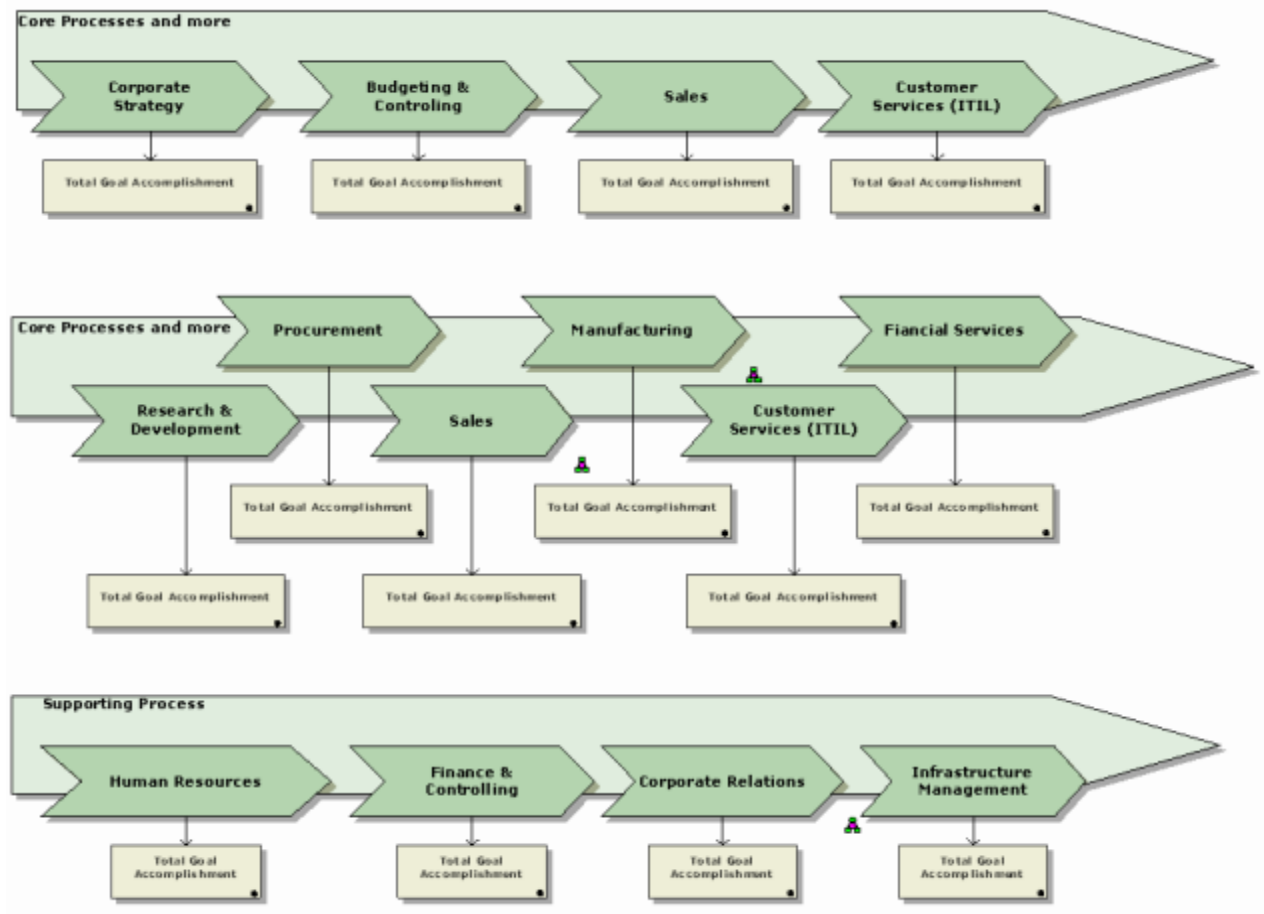 Core Processes and more
Corporate
Strategy
Budgeting &
Controling
Sales
Customer
Services (ITIL)
Total Goal Accomplishment
Total Goal Accomplishment
Total Goal Accomplishment
Total Goal Accomplishment
Core Processes and more
Procurement
Manufacturing
Fiancial Services
Research &
Development
Sales
Customer
Services (ITIL)
Total Goal Accomplishment
Total Goal Accomplishment
Total Goal Accomplishment
Total Goal Accomplishment
Total Goal Accomplishment
Total Goal Accomplishment
Supporting Process
Human Resources
Finance &
Controlling
Corporate Relations
Infrastructure
Management
Total Goal
Accomplishment
Total Goal
Accomplishment
Total Goal
Accomplishment
Total Goal
Accomplishment